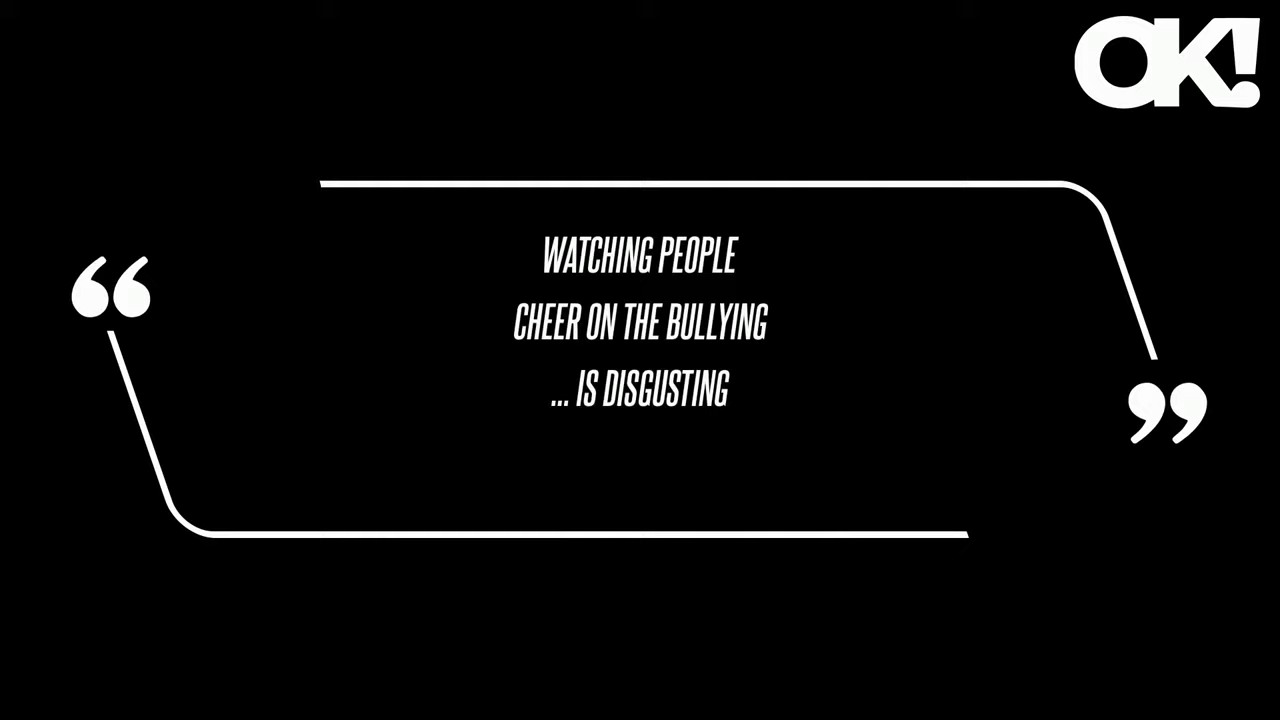 OK!
“
WATCHING PEOPLE
CHEER ON THE BULLYING
... IS DISGUSTING
”